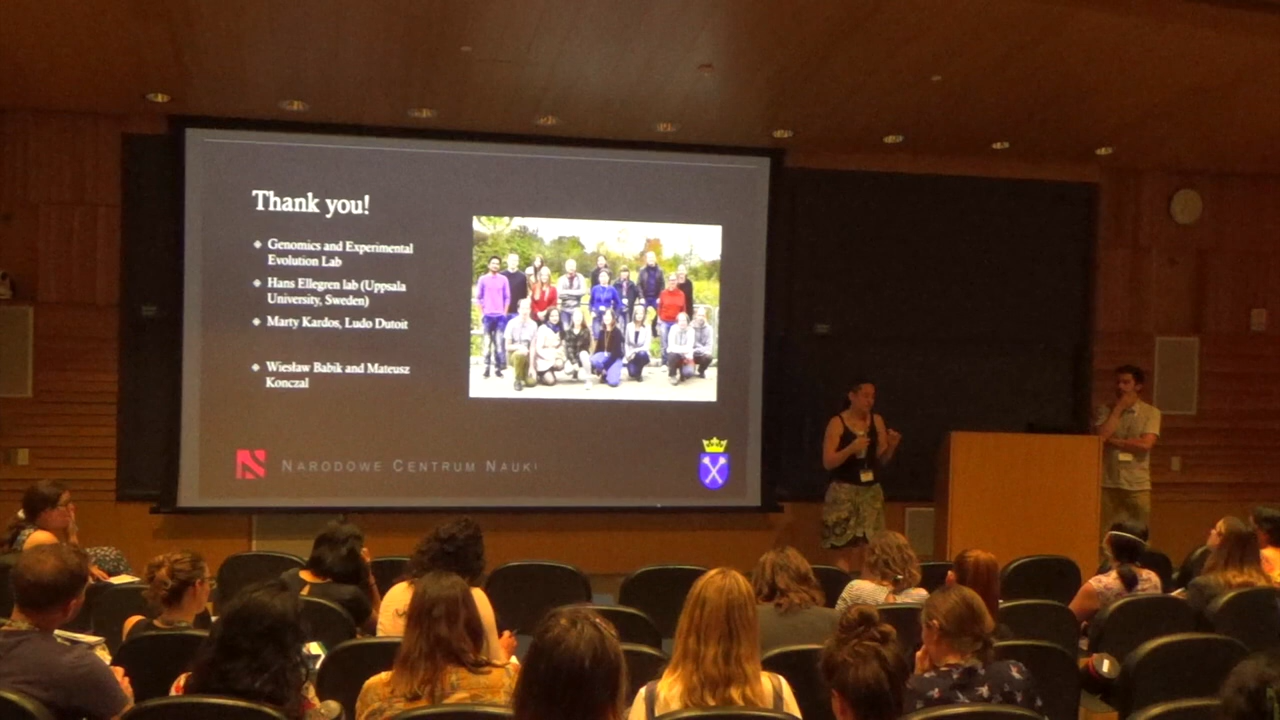 Thank you!
Genomics and Experimental
Evolution Lab
Hans Ellegren lab (Uppsala
University, Sweden)
Marty Kardos, Ludo Dutoit
Wiesław Babik and Mateusz
Konczal
N NARODOWE CENTRUM NAUKI